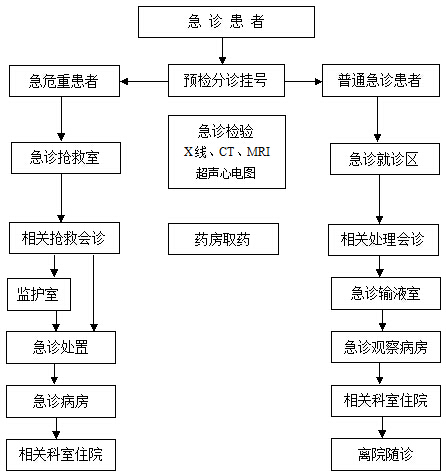 急 诊 患 者
急危重患者
预检分诊挂号
普通急诊患者
急诊检验
X 线、CT、MRI
超声心电图
急诊抢救室
急诊就诊区
相关抢救会诊
药房取药
相关处理会诊
监护室
急诊输液室
急诊处置
急诊观察病房
急诊病房
相关科室住院
相关科室住院
离院随诊